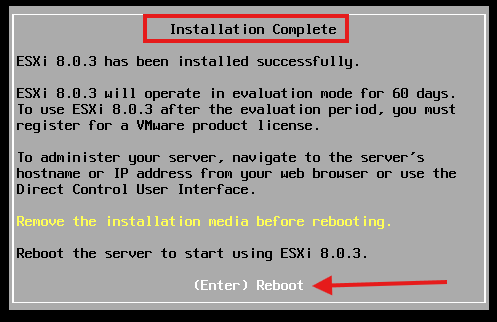 Installation Complete
ESXi 8.0.3 has been installed successfully.
ESXi 8.0.3 will operate in evaluation mode for 60 days.
To use ESXi 8.0.3 after the evaluation period, you must
register for a VMware product license.
To administer your server, navigate to the server's
hostname or IP address from your web browser or use the
Direct Control User Interface.
Remove the installation media before rebooting.
Reboot the server to start using ESXi 8.0.3.
(Enter) Reboot